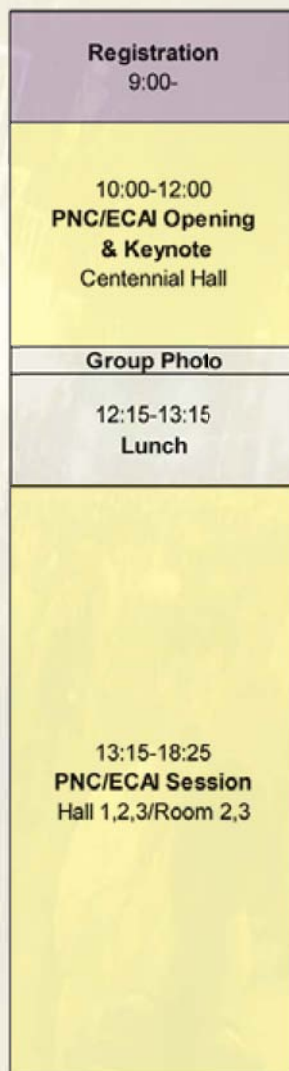 Registration
9:00-
10:00-12:00
PNC/ECAI Opening
& Keynote
Centennial Hall
Group Photo
12:15-13:15
Lunch
13:15-18:25
PNC/ECAI Session
Hall 1,2,3/Room 2,3